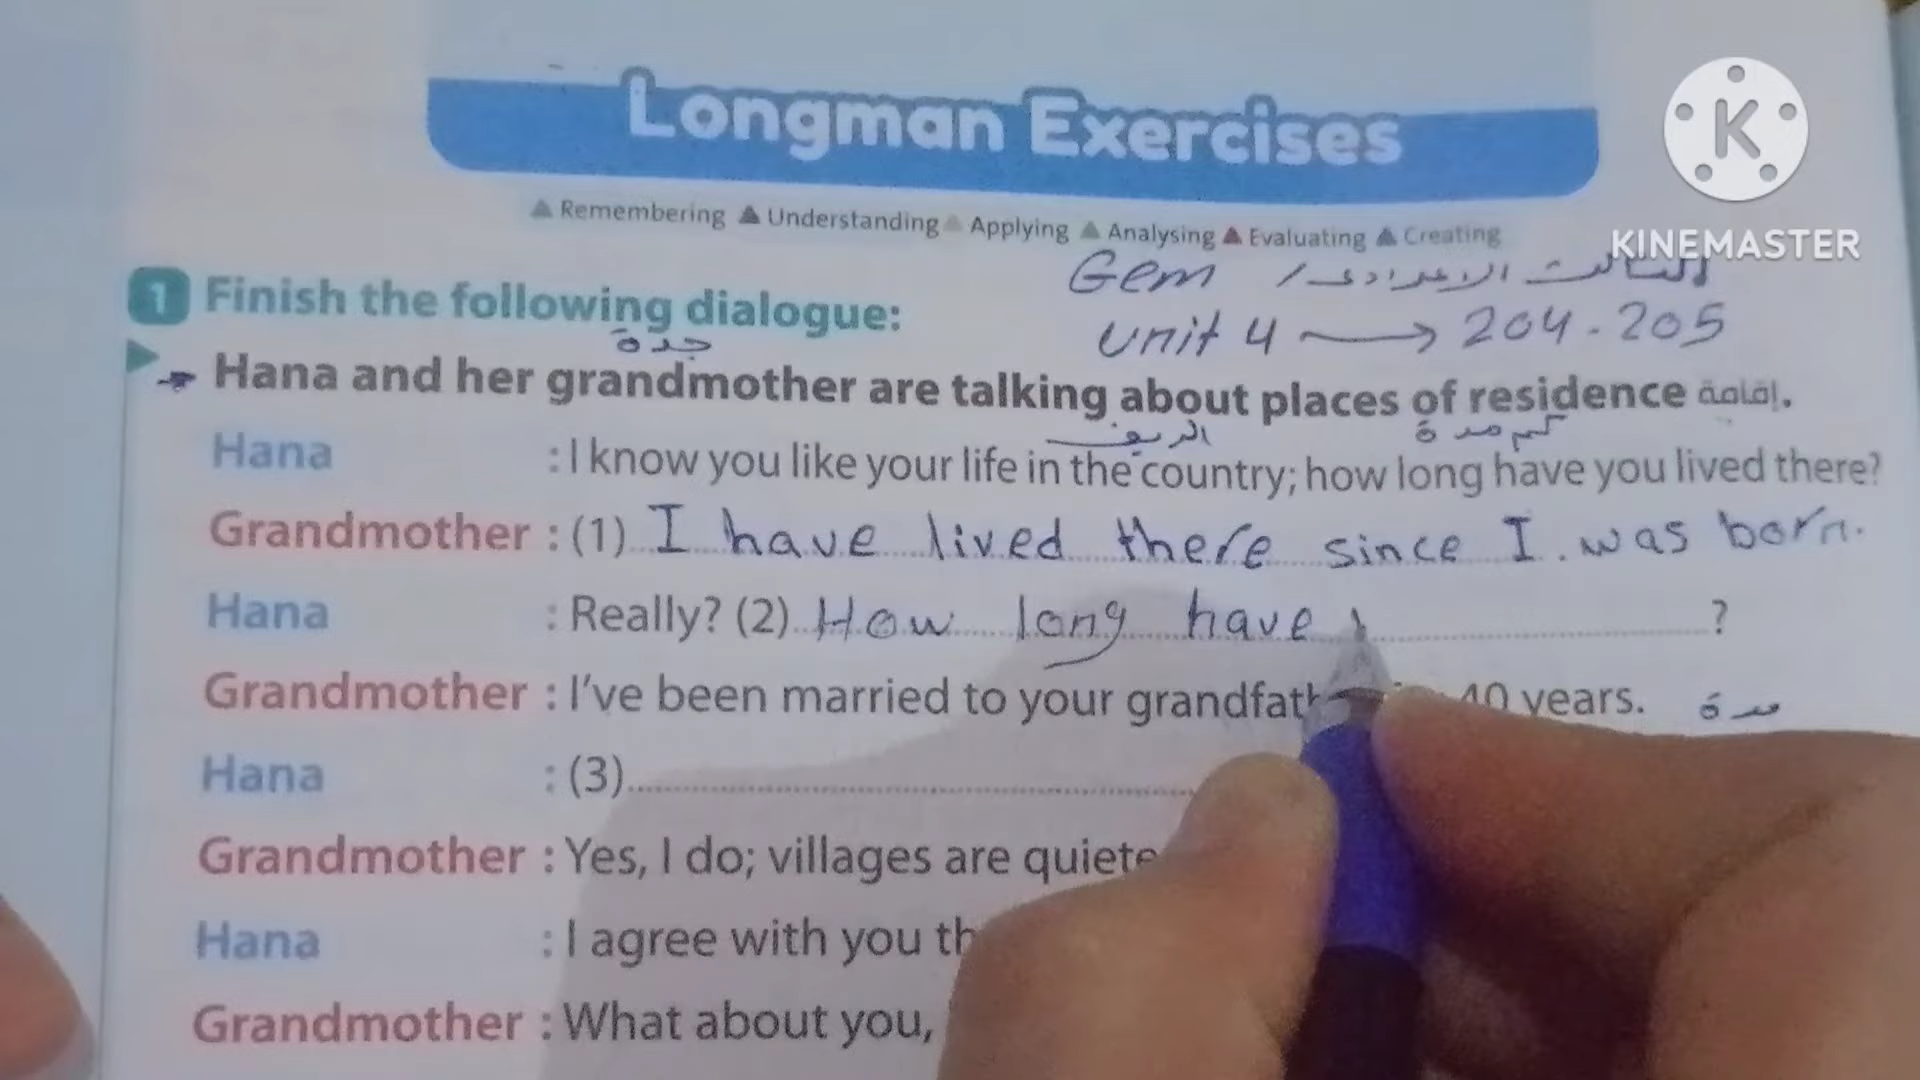 Longman Exercises
K
KINEMASTER
Remembering Understanding Applying Analysing Evaluating Creating
Gem / الثالث الاعدادى
1 Finish the following dialogue:
unit 4 → 204 - 205
جدة
Hana and her grandmother are talking about places of residence إقامة.
الريف كم مدة
Hana : I know you like your life in the country; how long have you lived there?
Grandmother : (1) I have lived there since I was born.
Hana : Really? (2) How long have ?
Grandmother : I've been married to your 40 years. مدة
Hana : (3)
Grandmother : Yes, I do; villages are
Hana : I agree with you
Grandmother : What about you,